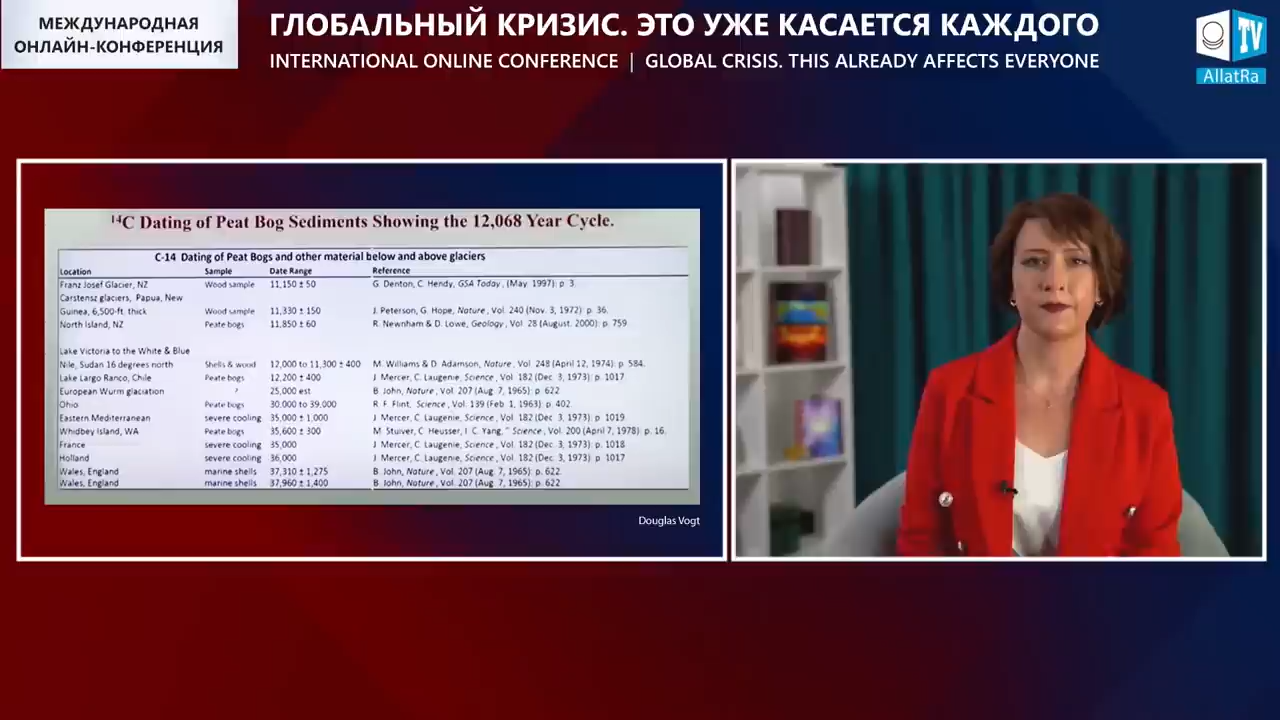 МЕЖДУНАРОДНАЯ
ОНЛАЙН-КОНФЕРЕНЦИЯ
ГЛОБАЛЬНЫЙ КРИЗИС. ЭТО УЖЕ КАСАЕТСЯ КАЖДОГО
INTERNATIONAL ONLINE CONFERENCE | GLOBAL CRISIS. THIS ALREADY AFFECTS EVERYONE
TV
AllatRa
¹⁴C Dating of Peat Bog Sediments Showing the 12,068 Year Cycle.
C-14 Dating of Peat Bogs and other material below and above glaciers
Location Sample Date Range Reference
Franz Josef Glacier, NZ Wood sample 11,150 ± 50 G. Denton, C. Hendy, GSA Today, (May 1997) p 3.
Carstensz glaciers, Papua, New
Guinea, 6,500-ft. thick Wood sample 11,330 ± 150 J. Peterson, G. Hope, Nature, Vol. 240 (Nov. 3, 1972) p. 36.
North Island, NZ Peate bogs 11,850 ± 60 R. Newnham & D. Lowe, Geology, Vol. 28 (August. 2000); p. 759
Lake Victoria to the White & Blue
Nile, Sudan 16 degrees north Shells & wood 12,000 to 11,300 ± 400 M. Williams & D. Adamson, Nature, Vol. 248 (April 12, 1974): p. 584.
Lake Largo Ranco, Chile Peate bogs 12,200 ± 400 J. Mercer, C. Laugenie, Science, Vol. 182 (Dec. 3, 1973): p. 1017.
European Wurm glaciation ? 25,000 est B. John, Nature, Vol. 207 (Aug. 7, 1965): p. 622
Ohio Peate bogs 30,000 to 39,000 R. F. Flint, Science, Vol. 139 (Feb. 1, 1963): p. 402.
Eastern Mediterranean severe cooling 35,000 ± 1,000 J. Mercer, C. Laugenie, Science, Vol. 182 (Dec. 3, 1973): p. 1019.
Whidbey Island, WA Peate bogs 35,600 ± 300 M. Stuiver, C. Heusser, I. C. Yang, " Science, Vol. 200 (April 7, 1978): p. 16.
France severe cooling 35,000 J. Mercer, C. Laugenie, Science, Vol. 182 (Dec. 3, 1973): p. 1018.
Holland severe cooling 36,000 J. Mercer, C. Laugenie, Science, Vol. 182 (Dec. 3, 1973): p. 1017
Wales, England marine shells 37,310 ± 1,275 B. John, Nature, Vol. 207 (Aug. 7, 1965): p. 622.
Wales, England marine shells 37,960 ± 1,400 B. John, Nature, Vol. 207 (Aug. 7, 1965): p. 622
Douglas Vogt